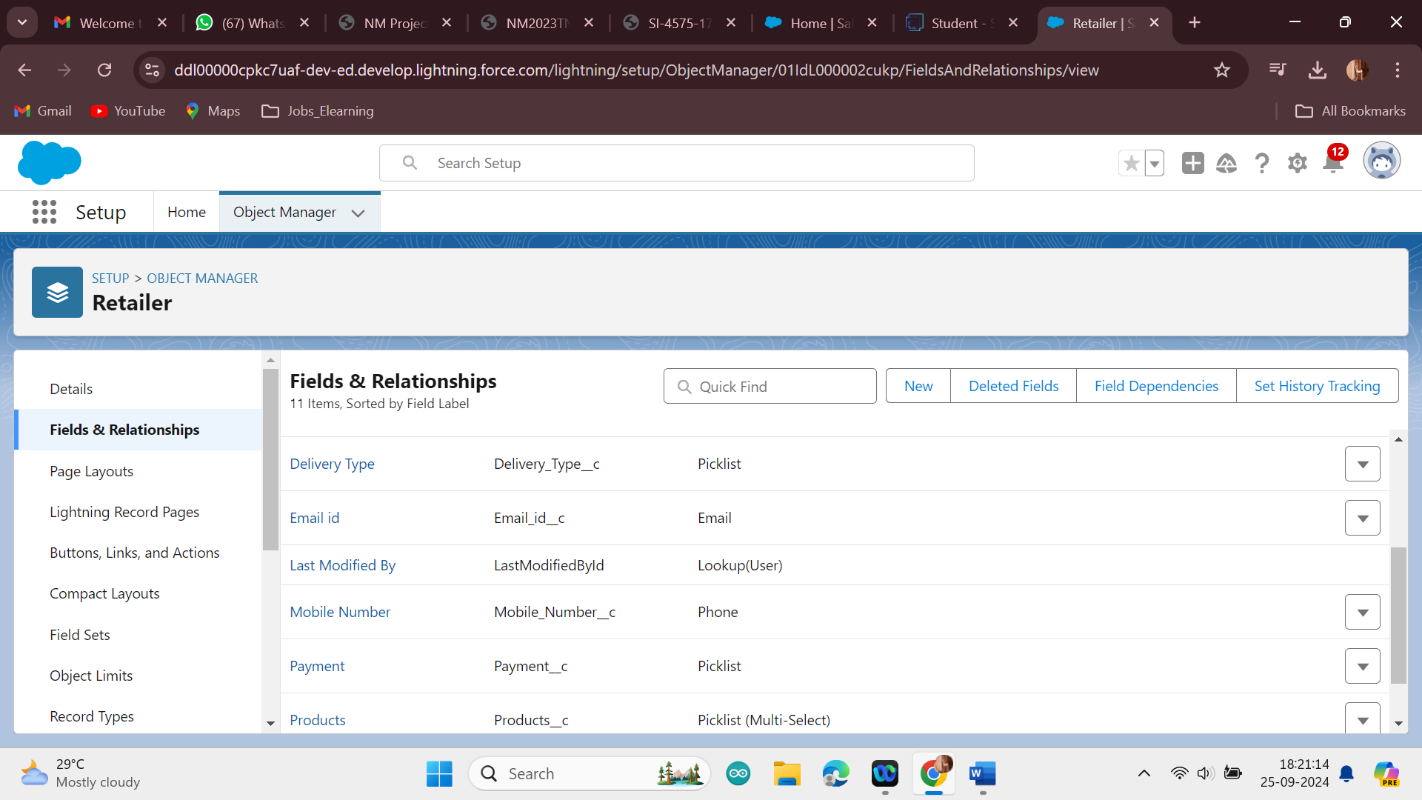 Welcome t
(67) Whats
NM Projec
NM2023T
SI-4575-17
Home | Sa
Student - S
Retailer | S
ddl00000cpkc7uaf-dev-ed.develop.lightning.force.com/lightning/setup/ObjectManager/01IdL000002cukp/FieldsAndRelationships/view
Gmail
YouTube
Maps
Jobs_Elearning
All Bookmarks
Search Setup
12
Setup
Home
Object Manager
SETUP > OBJECT MANAGER
Retailer
Details
Fields & Relationships
Page Layouts
Lightning Record Pages
Buttons, Links, and Actions
Compact Layouts
Field Sets
Object Limits
Record Types
Fields & Relationships
11 Items, Sorted by Field Label
Quick Find
New
Deleted Fields
Field Dependencies
Set History Tracking
Delivery Type Delivery_Type__c Picklist
Email id Email_id__c Email
Last Modified By LastModifiedById Lookup(User)
Mobile Number Mobile_Number__c Phone
Payment Payment__c Picklist
Products Products__c Picklist (Multi-Select)
29°C
Mostly cloudy
Search
18:21:14
25-09-2024
PRE